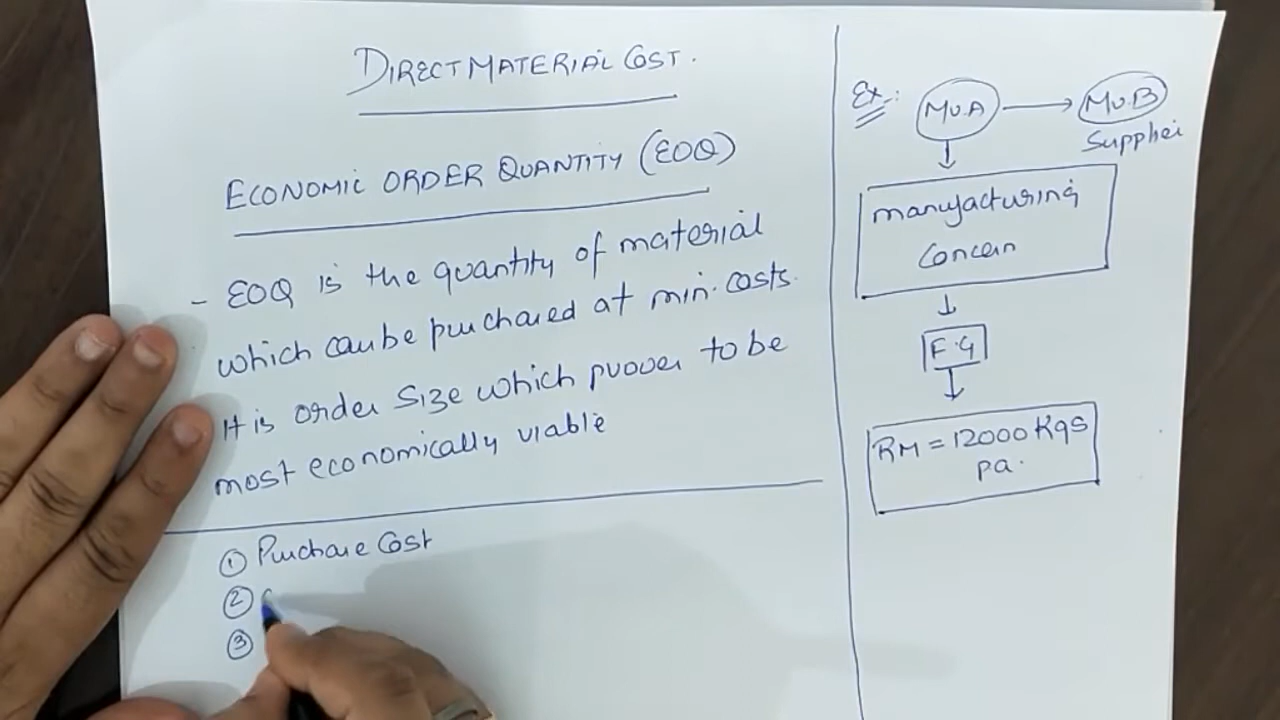 DIRECT MATERIAL COST.
ECONOMIC ORDER QUANTITY (EOQ)
- EOQ is the quantity of material
which can be purchased at min. costs.
It is order size which proves to be
most economically viable
① Purchase Cost
②
③
Ex:
Mr.A → Mr.B
Supplier
manufacturing
Concern
F.G
RM = 12000 Kgs
pa.